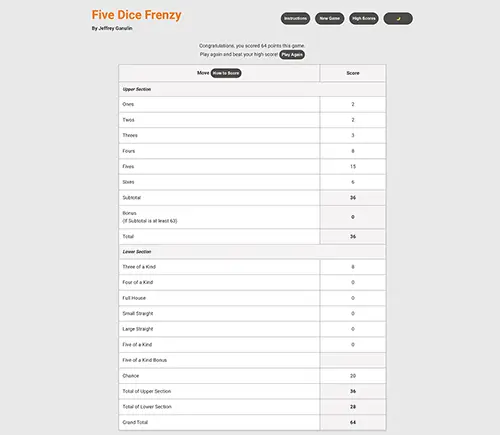 Five Dice Frenzy
By Jeffrey Ganulin
Instructions
New Game
High Scores
Congratulations, you scored 64 points this game.
Play again and beat your high score! Play Again
Move How to Score Score
Upper Section
Ones 2
Twos 2
Threes 3
Fours 8
Fives 15
Sixes 6
Subtotal 36
Bonus
(if Subtotal is at least 63) 0
Total 36
Lower Section
Three of a Kind 8
Four of a Kind 0
Full House 0
Small Straight 0
Large Straight 0
Five of a Kind 0
Five of a Kind Bonus
Chance 20
Total of Upper Section 36
Total of Lower Section 28
Grand Total 64